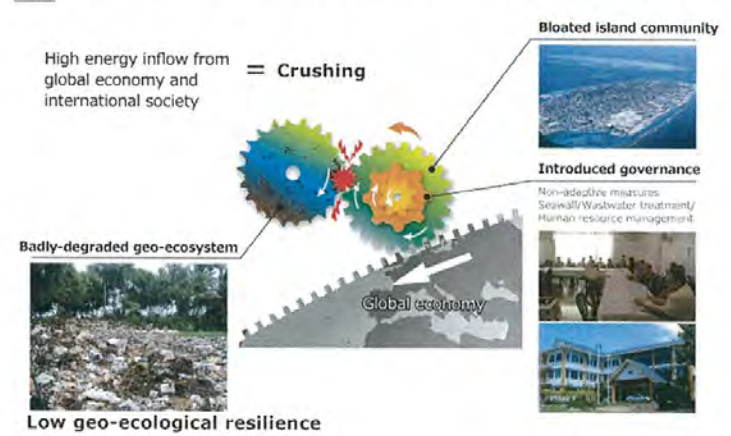 Bloated island community
High energy inflow from
global economy and
international society
= Crushing
Introduced governance
Non-adaptive measures
Seawall/Wastwater treatment/
Human resource management
Badly-degraded geo-ecosystem
Global economy
Low geo-ecological resilience